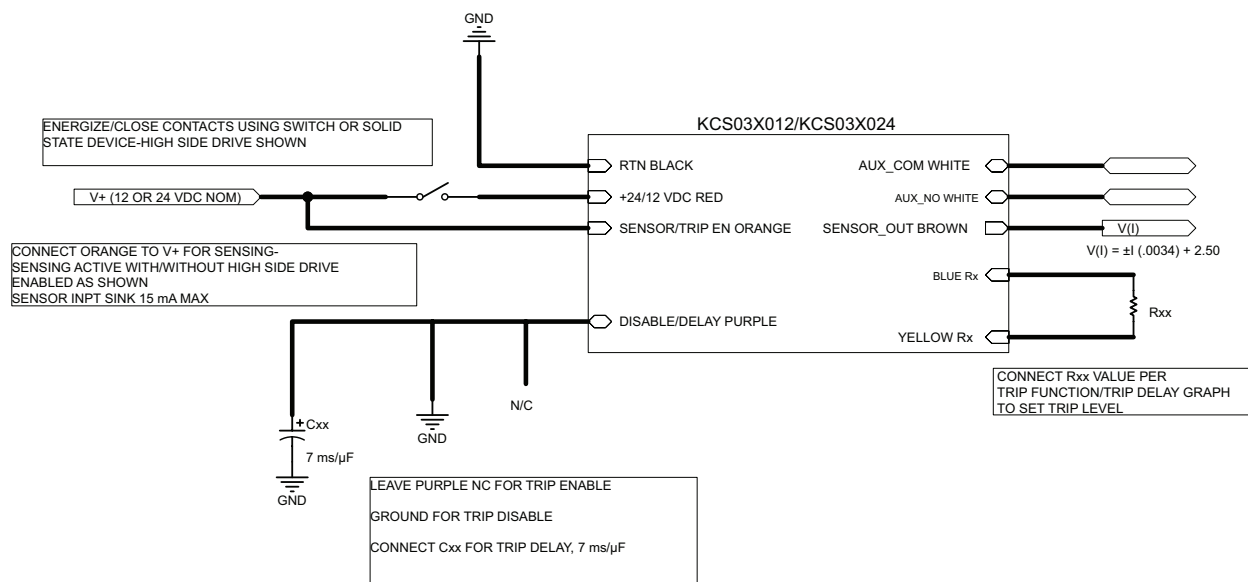 GND
KCS03X012/KCS03X024
ENERGIZE/CLOSE CONTACTS USING SWITCH OR SOLID
STATE DEVICE-HIGH SIDE DRIVE SHOWN
RTN BLACK
AUX_COM WHITE
V+ (12 OR 24 VDC NOM)
+24/12 VDC RED
AUX_NO WHITE
SENSOR/TRIP EN ORANGE
SENSOR_OUT BROWN
V(I)
V(I) = ±I (.0034) + 2.50
CONNECT ORANGE TO V+ FOR SENSING-
SENSING ACTIVE WITH/WITHOUT HIGH SIDE DRIVE
ENABLED AS SHOWN
SENSOR INPT SINK 15 mA MAX
BLUE Rx
Rxx
DISABLE/DELAY PURPLE
YELLOW Rx
CONNECT Rxx VALUE PER
TRIP FUNCTION/TRIP DELAY GRAPH
TO SET TRIP LEVEL
N/C
+
Cxx
GND
7 ms/µF
GND
LEAVE PURPLE NC FOR TRIP ENABLE
GROUND FOR TRIP DISABLE
CONNECT Cxx FOR TRIP DELAY, 7 ms/µF